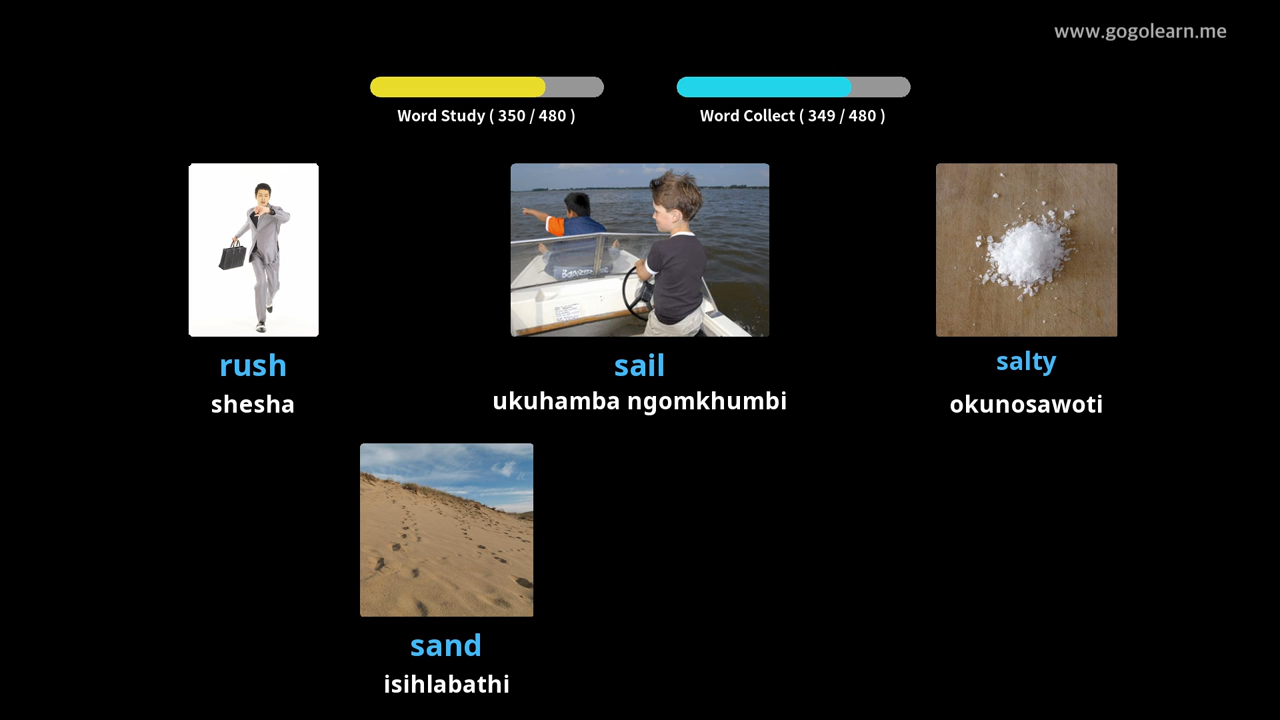 www.gogolearn.me
Word Study ( 350 / 480 )
Word Collect ( 349 / 480 )
rush
shesha
sail
ukuhamba ngomkhumbi
salty
okunosawoti
sand
isihlabathi